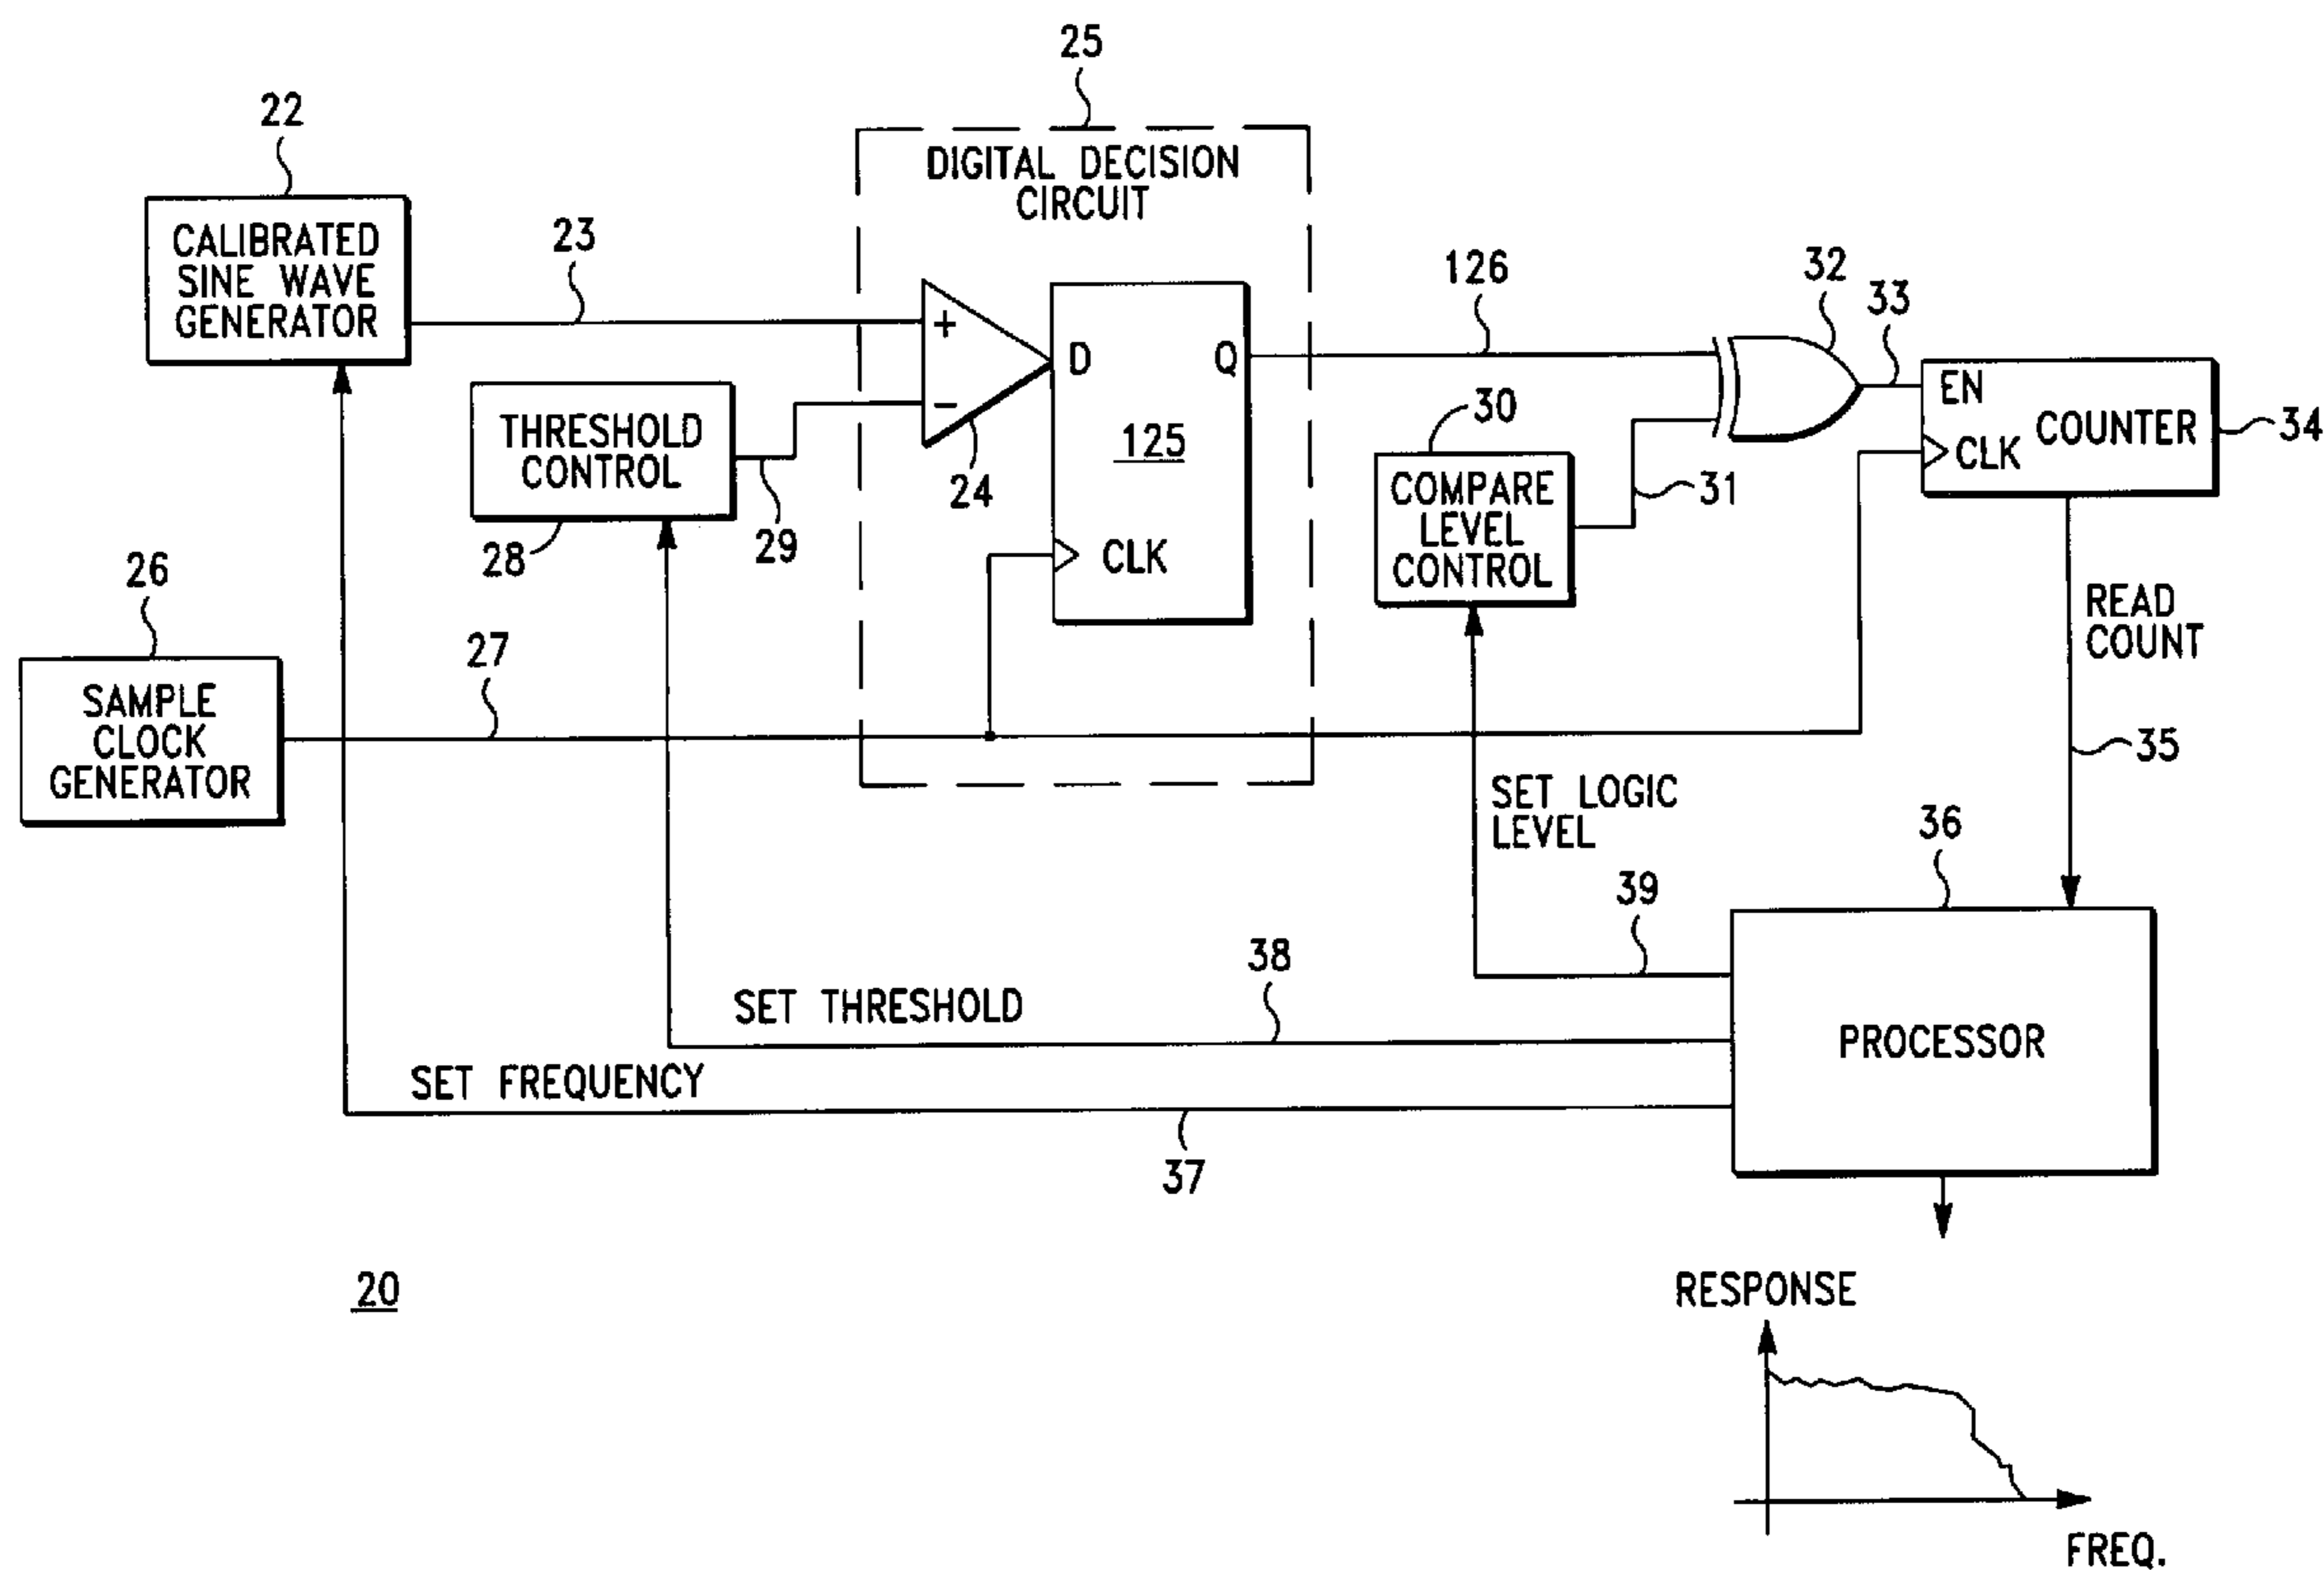 25
22
DIGITAL DECISION
CIRCUIT
CALIBRATED
SINE WAVE
GENERATOR
23
126
32
33
+
D
Q
EN
COUNTER
34
CLK
THRESHOLD
CONTROL
28
29
−
24
125
CLK
30
COMPARE
LEVEL
CONTROL
31
READ
COUNT
35
26
SAMPLE
CLOCK
GENERATOR
27
SET LOGIC
LEVEL
36
39
38
SET THRESHOLD
PROCESSOR
SET FREQUENCY
37
20
RESPONSE
FREQ.